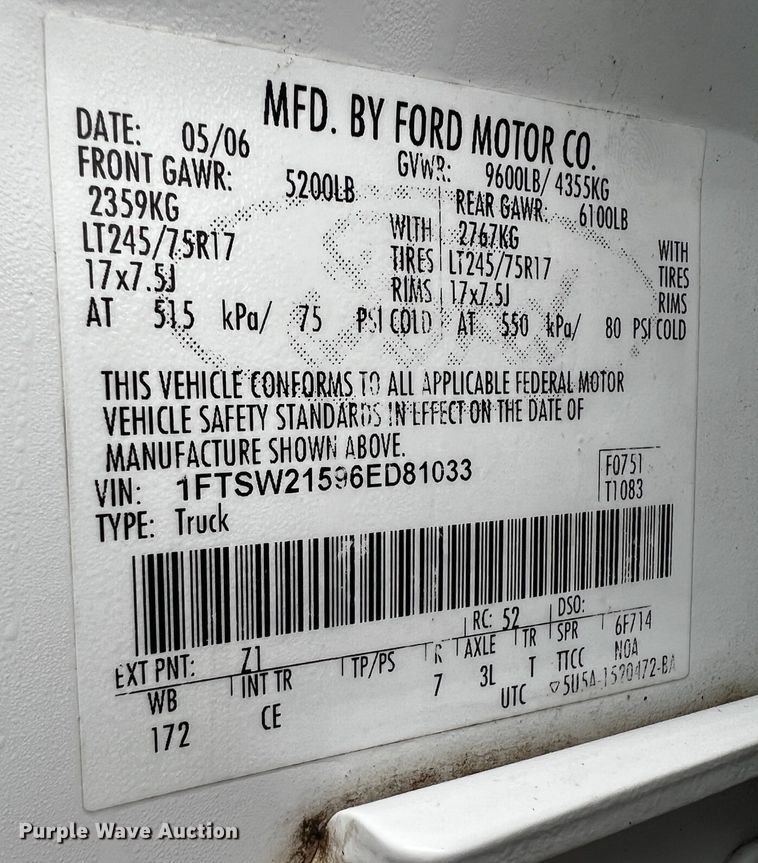 MFD. BY FORD MOTOR CO.
DATE: 05/06 GVWR: 9600LB/ 4355KG
FRONT GAWR: 5200LB REAR GAWR: 6100LB
2359KG WITH 2767KG WITH
LT245/75R17 TIRES LT245/75R17 TIRES
17x7.5J RIMS 17x7.5J RIMS
AT 515 kPa/ 75 PSI COLD AT 550 kPa/ 80 PSI COLD
THIS VEHICLE CONFORMS TO ALL APPLICABLE FEDERAL MOTOR
VEHICLE SAFETY STANDARDS IN EFFECT ON THE DATE OF
MANUFACTURE SHOWN ABOVE.
VIN: 1FTSW21596ED81033 F0751
TYPE: Truck T1083
EXT PNT: Z1 RC: 52 DSO:
WB INT TR TP/PS R AXLE TR SPR 6F714
172 CE 7 3L T TTCC NOA
UTC ▽5U5A-1520472-BA
Purple Wave Auction